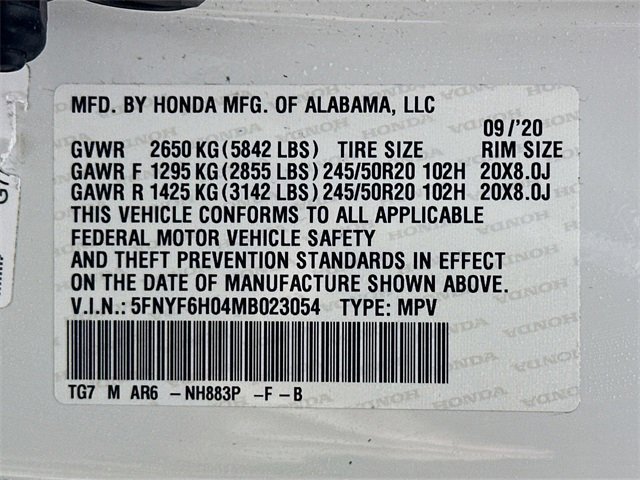 MFD. BY HONDA MFG. OF ALABAMA, LLC
09/'20
GVWR 2650 KG (5842 LBS) TIRE SIZE RIM SIZE
GAWR F 1295 KG (2855 LBS) 245/50R20 102H 20X8.0J
GAWR R 1425 KG (3142 LBS) 245/50R20 102H 20X8.0J
THIS VEHICLE CONFORMS TO ALL APPLICABLE
FEDERAL MOTOR VEHICLE SAFETY
AND THEFT PREVENTION STANDARDS IN EFFECT
ON THE DATE OF MANUFACTURE SHOWN ABOVE.
V.I.N.: 5FNYF6H04MB023054 TYPE: MPV
TG7 M AR6 -NH883P -F -B